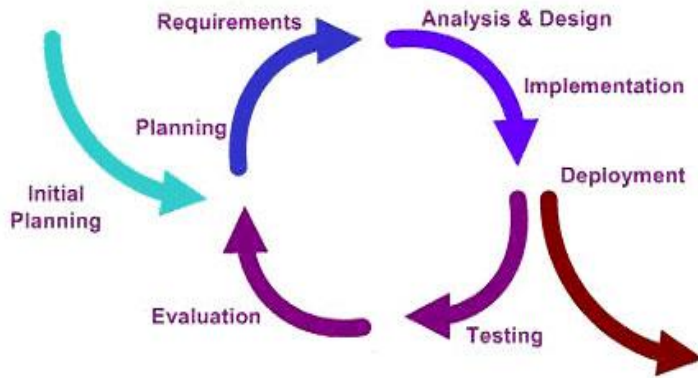 Requirements
Analysis & Design
Implementation
Planning
Deployment
Initial
Planning
Evaluation
Testing